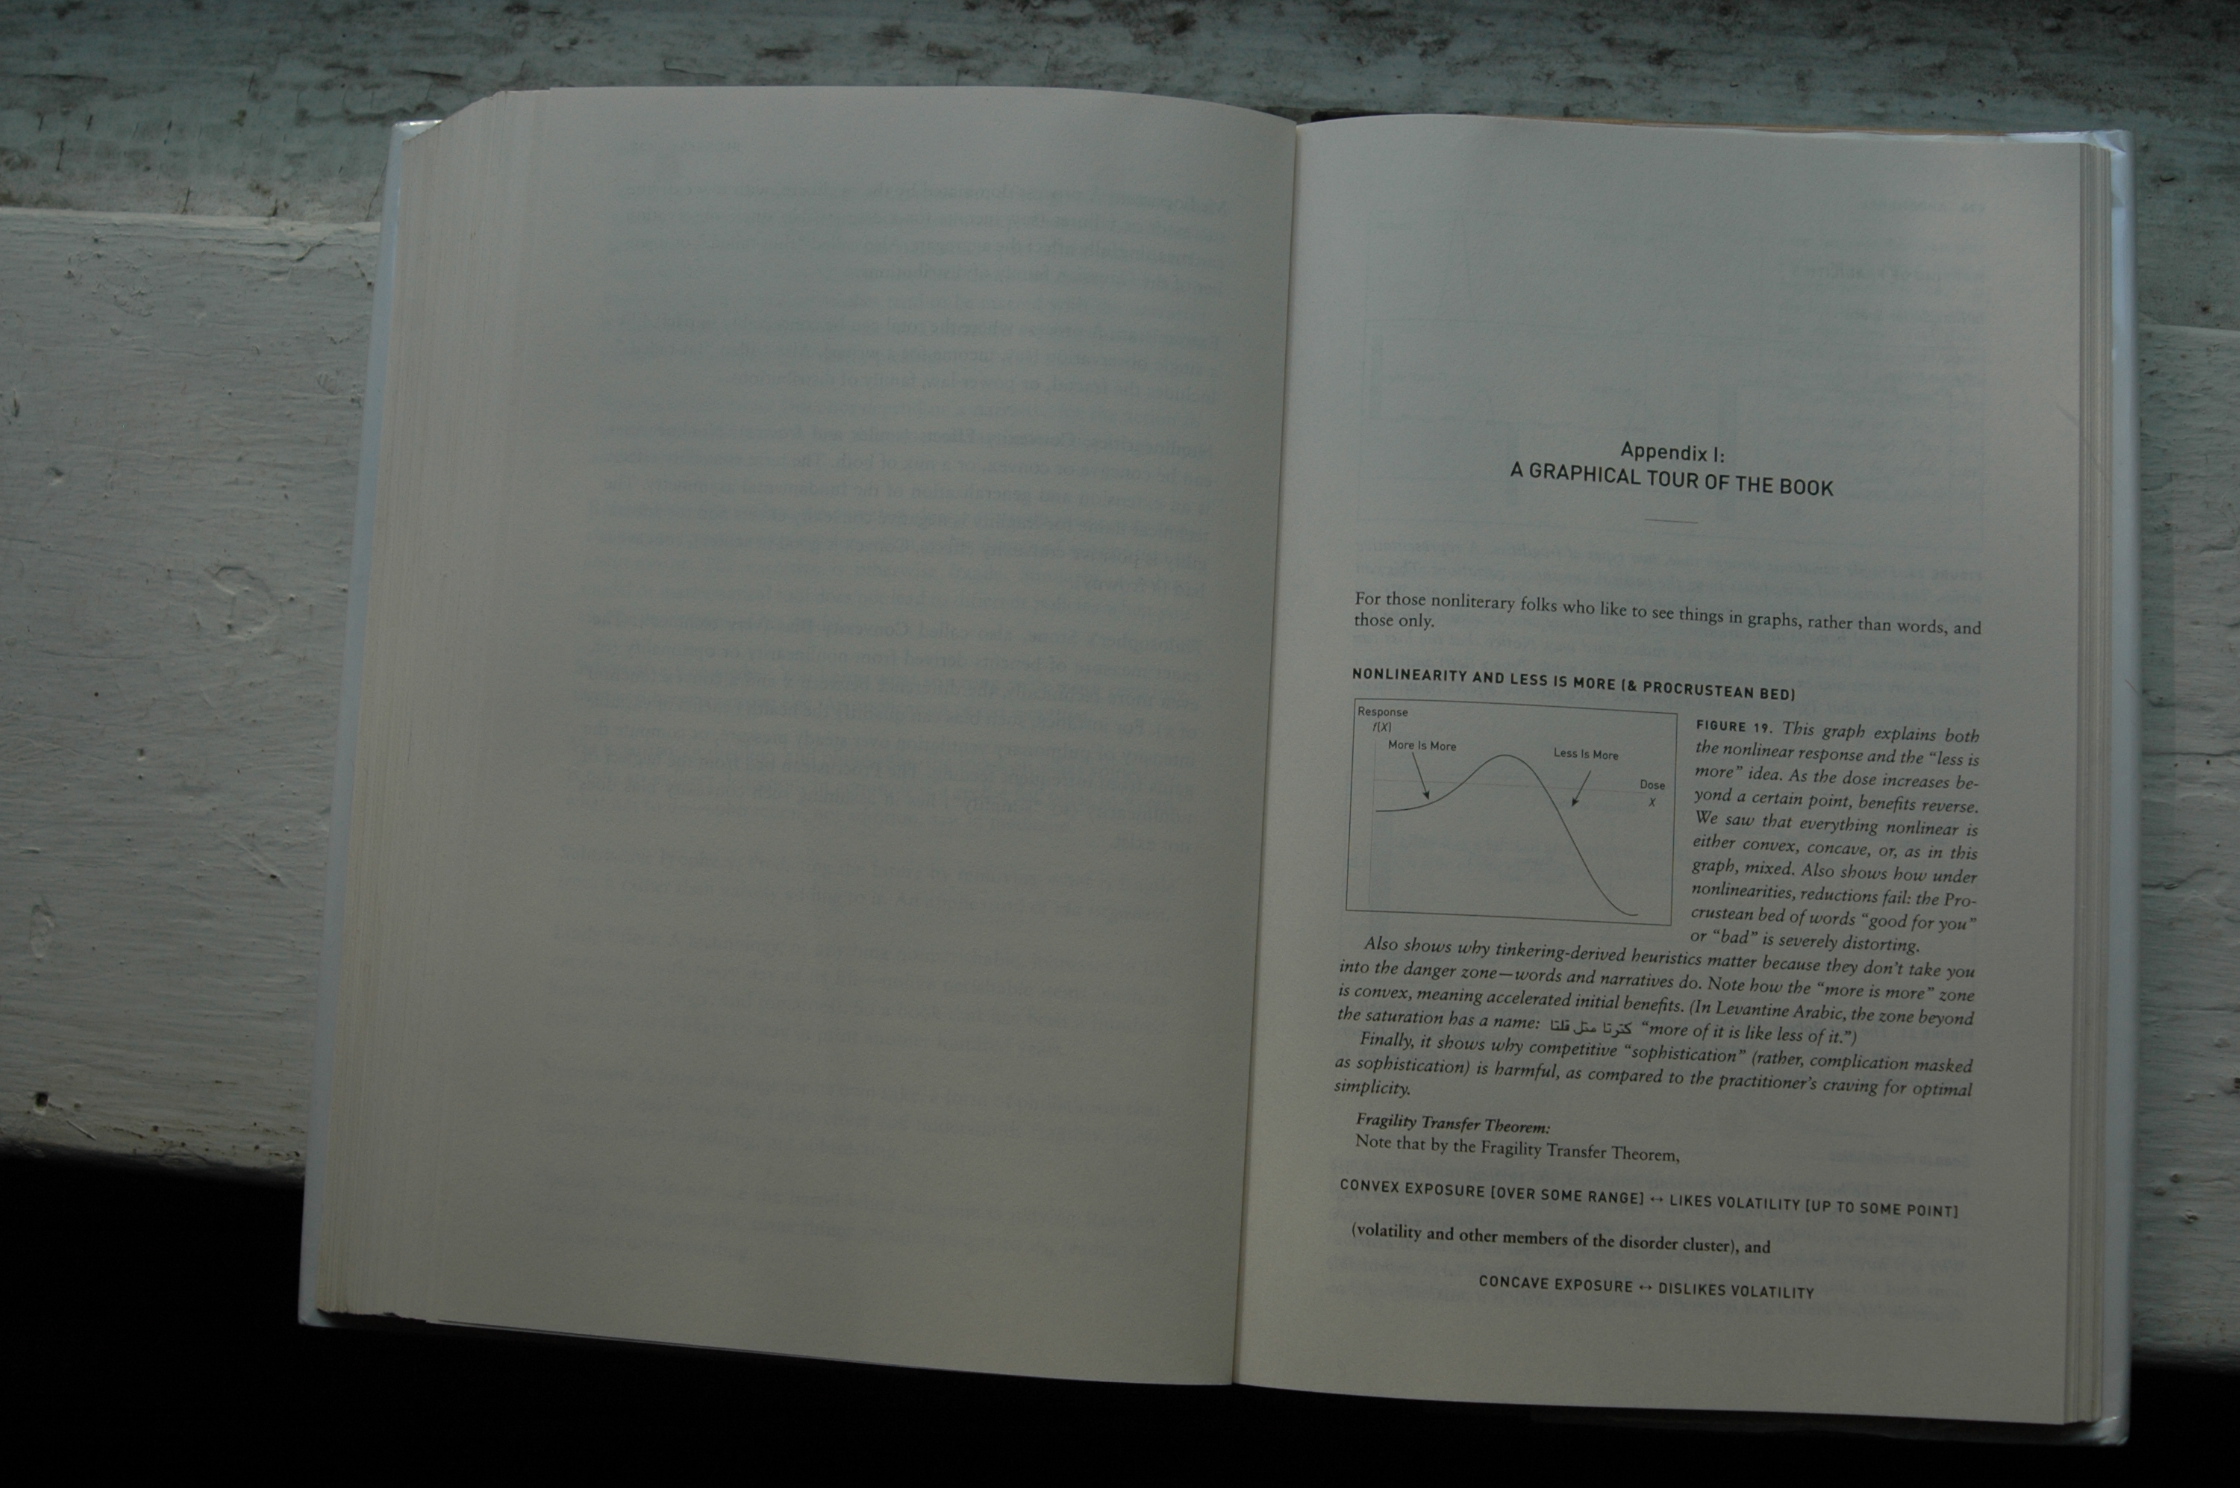 Appendix I:
A GRAPHICAL TOUR OF THE BOOK
For those nonliterary folks who like to see things in graphs, rather than words, and
those only.
NONLINEARITY AND LESS IS MORE (& PROCRUSTEAN BED)
Response
f(X)
More Is More
Less Is More
Dose
X
FIGURE 19. This graph explains both
the nonlinear response and the “less is
more” idea. As the dose increases be-
yond a certain point, benefits reverse.
We saw that everything nonlinear is
either convex, concave, or, as in this
graph, mixed. Also shows how under
nonlinearities, reductions fail: the Pro-
crustean bed of words “good for you”
or “bad” is severely distorting.
Also shows why tinkering-derived heuristics matter because they don't take you
into the danger zone—words and narratives do. Note how the “more is more” zone
is convex, meaning accelerated initial benefits. (In Levantine Arabic, the zone beyond
the saturation has a name: كترتا متل قلتا “more of it is like less of it.”)
Finally, it shows why competitive “sophistication” (rather, complication masked
as sophistication) is harmful, as compared to the practitioner's craving for optimal
simplicity.
Fragility Transfer Theorem:
Note that by the Fragility Transfer Theorem,
CONVEX EXPOSURE [OVER SOME RANGE] ↔ LIKES VOLATILITY [UP TO SOME POINT]
(volatility and other members of the disorder cluster), and
CONCAVE EXPOSURE ↔ DISLIKES VOLATILITY